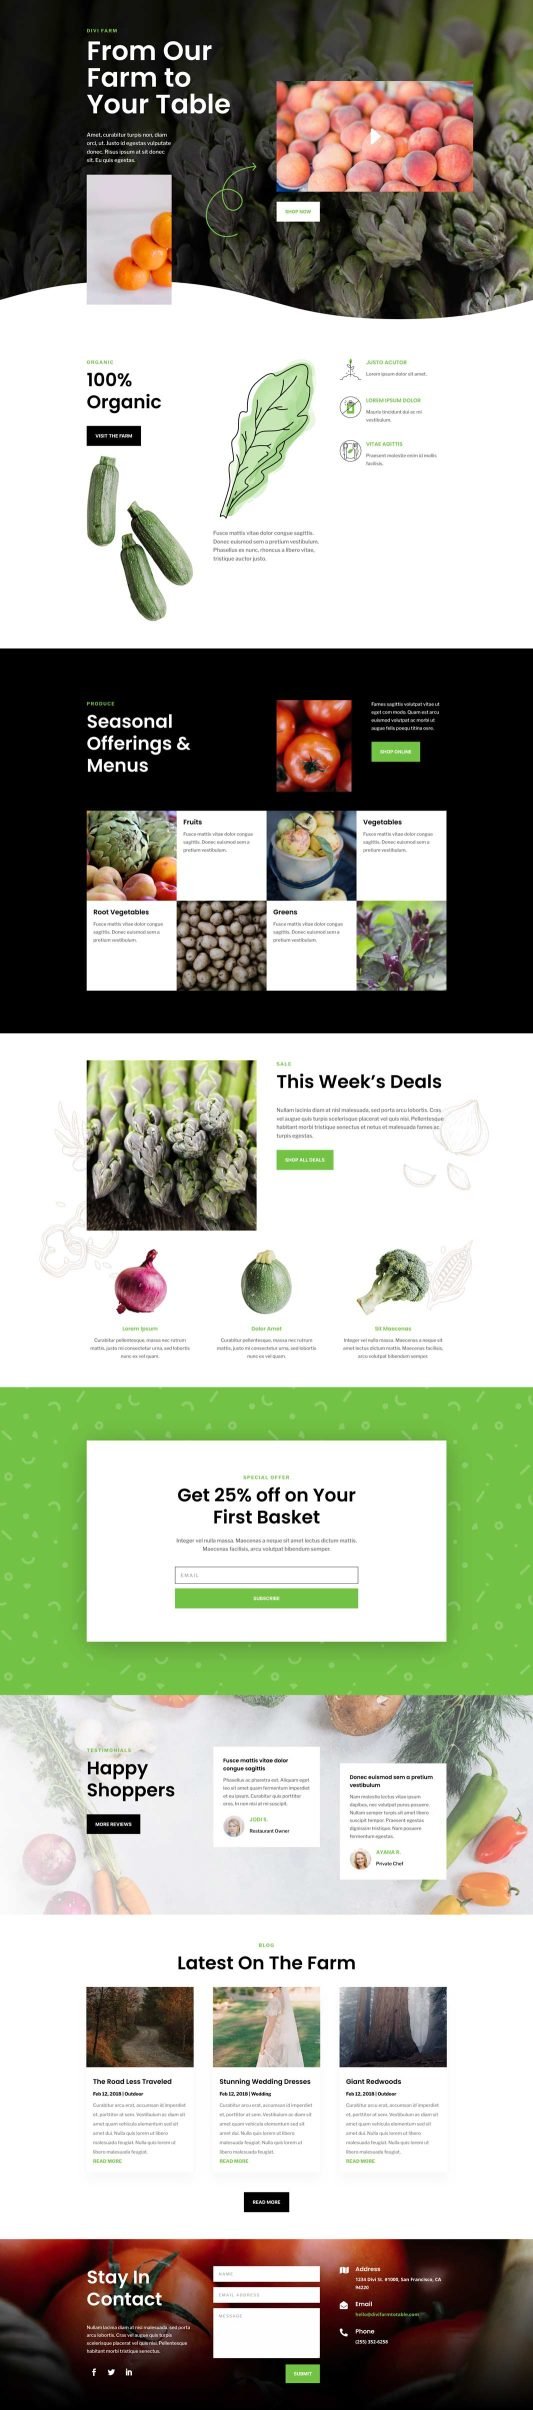 DIVI FARM
From Our
Farm to
Your Table
Amet, curabitur turpis non, diam
orci, ut. Justo id egestas vulputate
donec. Risus ipsum at sit donec
sit. Eu quis egestas.
SHOP NOW
ORGANIC
100%
Organic
VISIT THE FARM
Fusce mattis vitae dolor congue sagittis.
Donec euismod sem a pretium vestibulum.
Phasellus ex nunc, rhoncus a libero vitae,
tristique auctor justo.
JUSTO ACUTOR
Lorem ipsum dolor sit amet.
LOREM IPSUM DOLOR
Mauris tincidunt dui ac mi
vestibulum.
VITAE AGITTIS
Praesent molestie enim id mollis
facilisis.
PRODUCE
Seasonal
Offerings &
Menus
Fames sagittis volutpat vitae ut
eget com modo. Quam est arcu
euismod volutpat ac morbi ut
augue felis poequ titina oere.
SHOP ONLINE
Fruits
Fusce mattis vitae dolor congue
sagittis. Donec euismod sem a
pretium vestibulum.
Vegetables
Fusce mattis vitae dolor congue
sagittis. Donec euismod sem a
pretium vestibulum.
Root Vegetables
Fusce mattis vitae dolor congue
sagittis. Donec euismod sem a
pretium vestibulum.
Greens
Fusce mattis vitae dolor congue
sagittis. Donec euismod sem a
pretium vestibulum.
SALE
This Week's Deals
Nullam lacinia diam at nisl malesuada, sed porta arcu lobortis. Cras
vel augue quis turpis scelerisque placerat vel quis nisi. Pellentesque
habitant morbi tristique senectus et netus et malesuada fames ac
turpis egestas.
SHOP ALL DEALS
Lorem Ipsum
Curabitur pellentesque, massa nec rutrum
mattis, justo mi consectetur urna, sed lobortis
nunc ex vel quam.
Dolor Amet
Curabitur pellentesque, massa nec rutrum
mattis, justo mi consectetur urna, sed lobortis
nunc ex vel quam.
Sit Maecenas
Integer vel nulla massa. Maecenas a neque sit
amet lectus dictum mattis. Maecenas facilisis,
arcu volutpat bibendum semper.
SPECIAL OFFER
Get 25% off on Your
First Basket
Integer vel nulla massa. Maecenas a neque sit amet lectus dictum mattis.
Maecenas facilisis, arcu volutpat bibendum semper.
EMAIL
SUBSCRIBE
TESTIMONIALS
Happy
Shoppers
MORE REVIEWS
Fusce mattis vitae dolor
congue sagittis
Phasellus ac pharetra est. Aliquam eget
leo sit amet quam fermentum imperdiet
et eu ipsum. Curabitur quis porttitor
eros. In non nisi at mi suscipit.
JODI S.
Restaurant Owner
Donec euismod sem a pretium
vestibulum
Nam molestie lectus vitae ipsum
dapibus, nec volutpat purus posuere.
Nullam semper turpis sit amet libero
suscipit tempor. Praesent egestas
dignissim tristique. Nam posuere
fermentum egestas.
AYANA R.
Private Chef
BLOG
Latest On The Farm
The Road Less Traveled
Feb 12, 2018 | Outdoor
Curabitur arcu erat, accumsan id imperdiet
et, porttitor at sem. Vestibulum ac diam sit
amet quam vehicula elementum sed sit
amet dui. Nulla quis lorem ut
libero malesuada feugiat. Nulla quis lorem ut
libero malesuada feugiat.
READ MORE
Stunning Wedding Dresses
Feb 12, 2018 | Wedding
Curabitur arcu erat, accumsan id imperdiet
et, porttitor at sem. Vestibulum ac diam sit
amet quam vehicula elementum sed sit
amet dui. Nulla quis lorem ut libero
malesuada feugiat. Nulla quis lorem ut
libero malesuada feugiat.
READ MORE
Giant Redwoods
Feb 12, 2018 | Outdoor
Curabitur arcu erat, accumsan id imperdiet
et, porttitor at sem. Vestibulum ac diam sit
amet quam vehicula elementum sed sit
amet dui. Nulla quis lorem ut libero
malesuada feugiat. Nulla quis lorem ut
libero malesuada feugiat.
READ MORE
READ MORE
Stay In
Contact
Nullam lacinia diam at nisl malesuada, sed porta
arcu lobortis. Cras vel augue quis turpis
scelerisque placerat vel quis nisi. Pellentesque
habitant morbi tristique senectus.
NAME
EMAIL ADDRESS
MESSAGE
SUBMIT
Address
1234 Divi St. #1000, San Francisco, CA
94220
Email
hello@divifarmtotable.com
Phone
(255) 352-6258